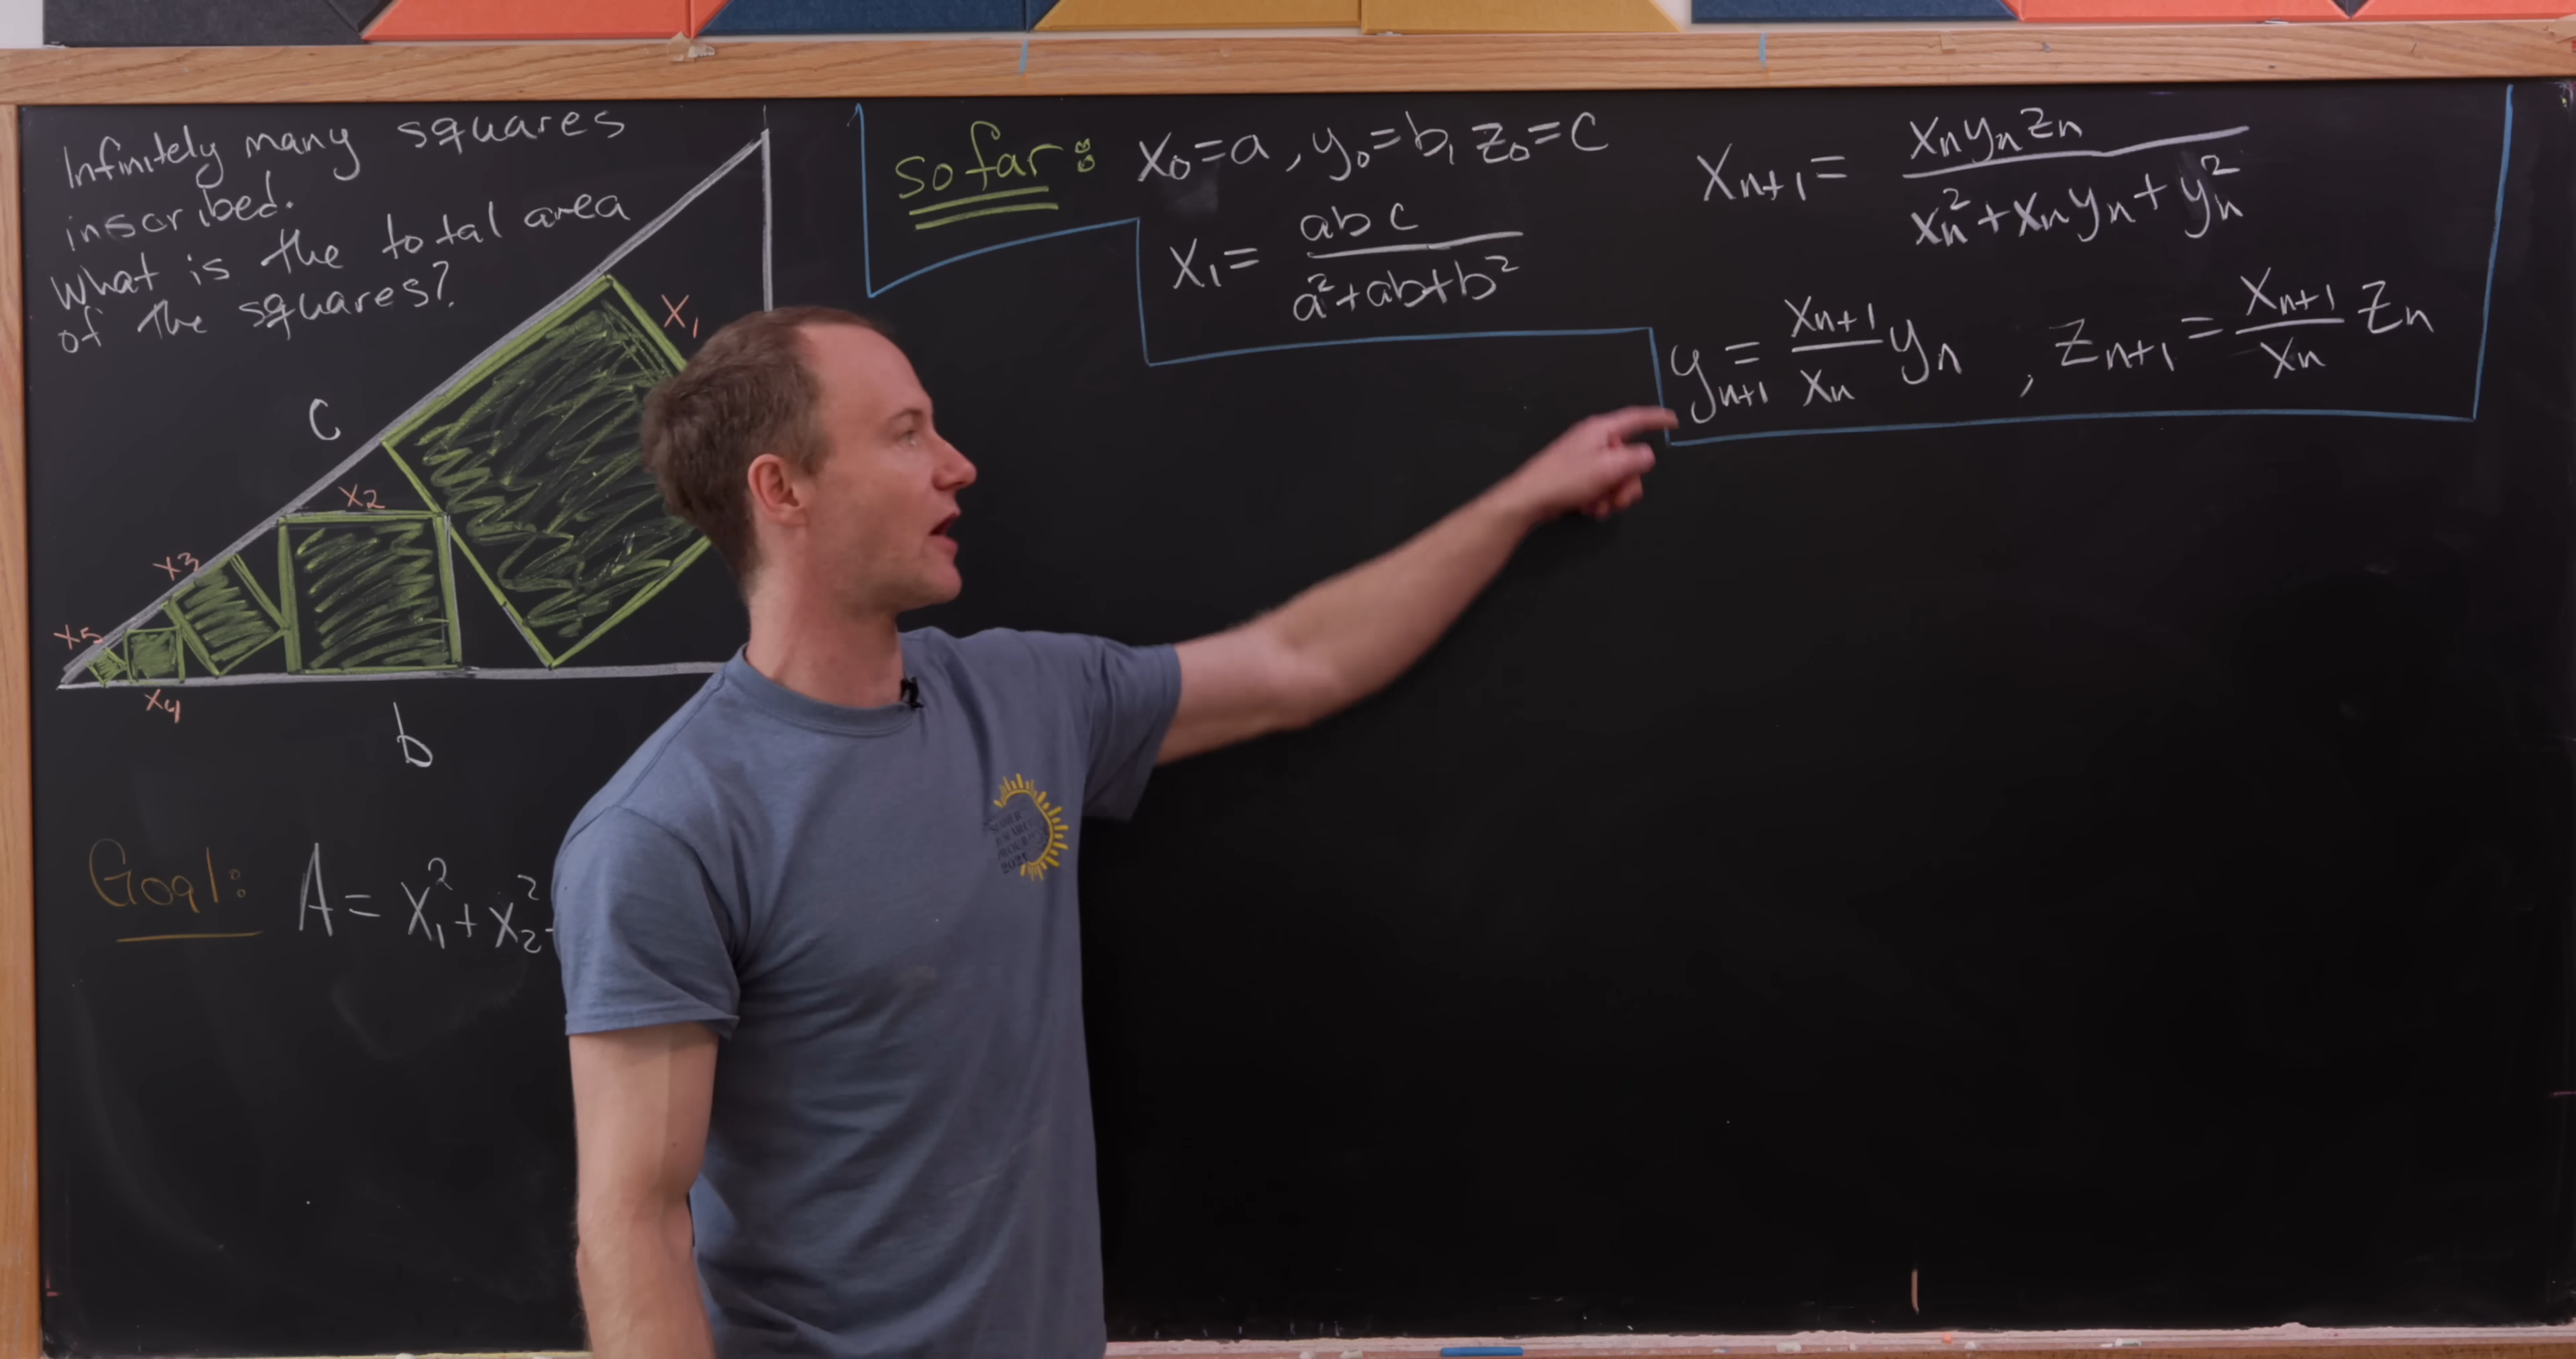 Infinitely many squares
inscribed.
What is the total area
of the squares?
x₁
c
x₂
x₃
x₅
x₄
b
Goal: A = x₁² + x₂² +
so far: x₀=a, y₀=b, z₀=c
x₁ = abc / (a²+ab+b²)
xₙ₊₁ = xₙyₙzₙ / (xₙ²+xₙyₙ+yₙ²)
yₙ₊₁ = (xₙ₊₁ / xₙ) yₙ , zₙ₊₁ = (xₙ₊₁ / xₙ) zₙ
2021